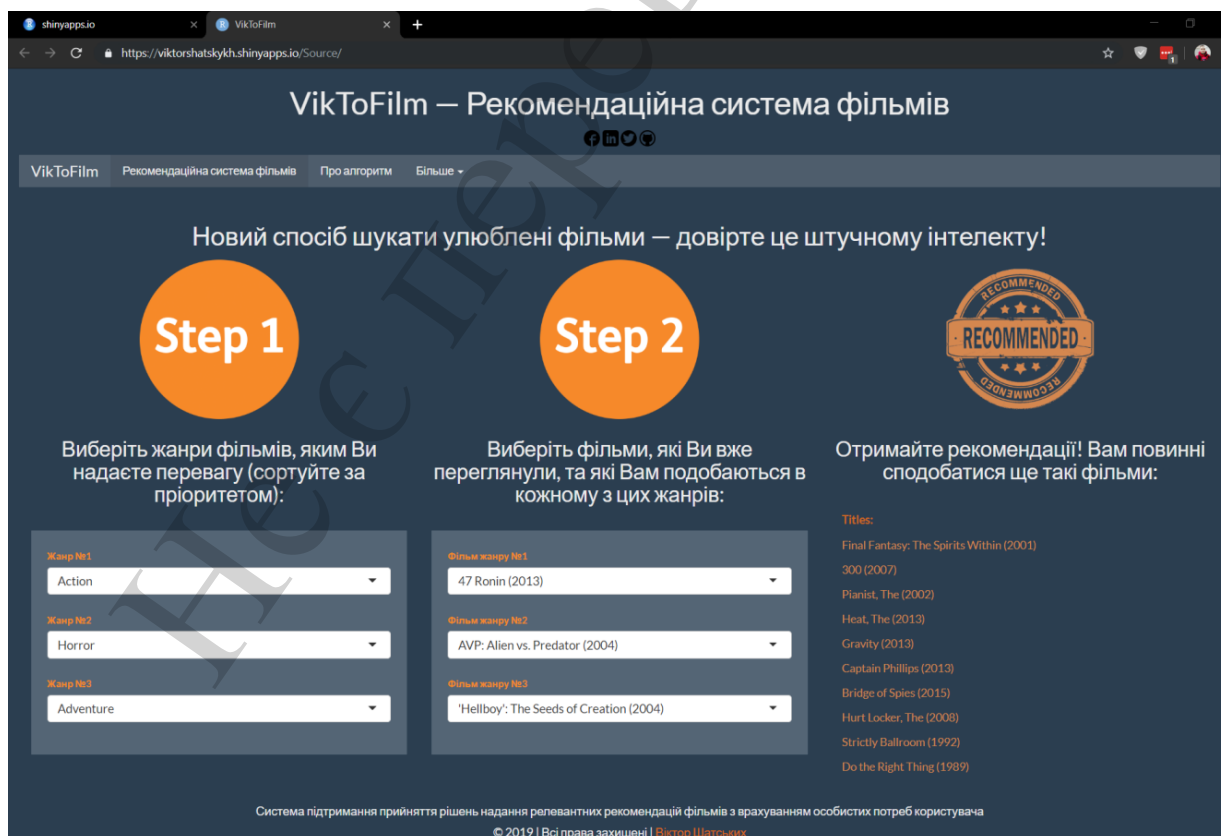 shinyapps.io
VikToFilm
https://viktorshatskykh.shinyapps.io/Source/
VikToFilm — Рекомендаційна система фільмів
VikToFilm Рекомендаційна система фільмів Про алгоритм Більше
Новий спосіб шукати улюблені фільми — довірте це штучному інтелекту!
Step 1
Step 2
RECOMMENDED
RECOMMENDED
RECOMMENDED
Виберіть жанри фільмів, яким Ви
надаєте перевагу (сортуйте за
пріоритетом):
Жанр №1
Action
Жанр №2
Horror
Жанр №3
Adventure
Виберіть фільми, які Ви вже
переглянули, та які Вам подобаються в
кожному з цих жанрів:
Фільм жанру №1
47 Ronin (2013)
Фільм жанру №2
AVP: Alien vs. Predator (2004)
Фільм жанру №3
'Hellboy': The Seeds of Creation (2004)
Отримайте рекомендації! Вам повинні
сподобатися ще такі фільми:
Titles:
Final Fantasy: The Spirits Within (2001)
300 (2007)
Pianist, The (2002)
Heat, The (2013)
Gravity (2013)
Captain Phillips (2013)
Bridge of Spies (2015)
Hurt Locker, The (2008)
Strictly Ballroom (1992)
Do the Right Thing (1989)
Система підтримання прийняття рішень надання релевантних рекомендацій фільмів з врахуванням особистих потреб користувача
© 2019 | Всі права захищені | Віктор Шатських
Не є пере